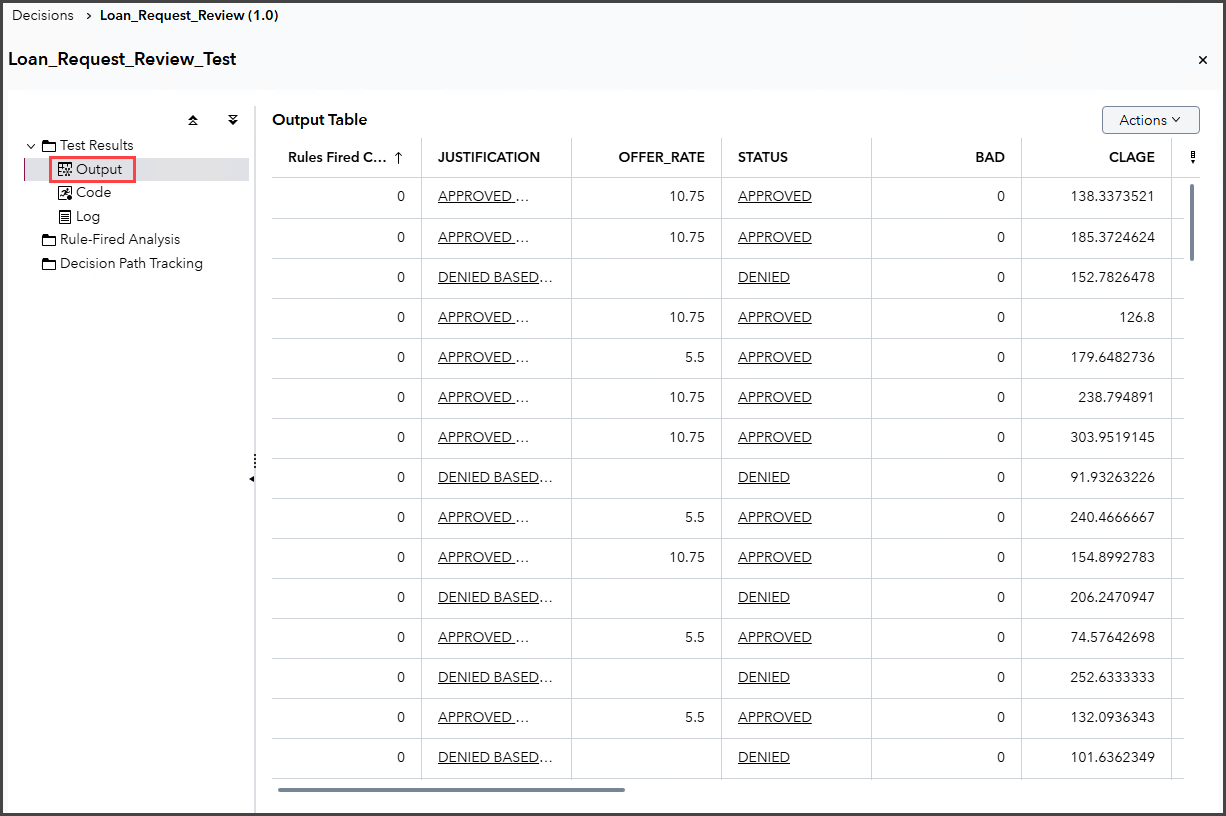 Decisions › Loan_Request_Review (1.0)
Loan_Request_Review_Test
Test Results
Output
Code
Log
Rule-Fired Analysis
Decision Path Tracking
Output Table
Actions
Rules Fired C... ↑ JUSTIFICATION OFFER_RATE STATUS BAD CLAGE
0 APPROVED ... 10.75 APPROVED 0 138.3373521
0 APPROVED ... 10.75 APPROVED 0 185.3724624
0 DENIED BASED... DENIED 0 152.7826478
0 APPROVED ... 10.75 APPROVED 0 126.8
0 APPROVED ... 5.5 APPROVED 0 179.6482736
0 APPROVED ... 10.75 APPROVED 0 238.794891
0 APPROVED ... 10.75 APPROVED 0 303.9519145
0 DENIED BASED... DENIED 0 91.93263226
0 APPROVED ... 5.5 APPROVED 0 240.4666667
0 APPROVED ... 10.75 APPROVED 0 154.8992783
0 DENIED BASED... DENIED 0 206.2470947
0 APPROVED ... 5.5 APPROVED 0 74.57642698
0 DENIED BASED... DENIED 0 252.6333333
0 APPROVED ... 5.5 APPROVED 0 132.0936343
0 DENIED BASED... DENIED 0 101.6362349